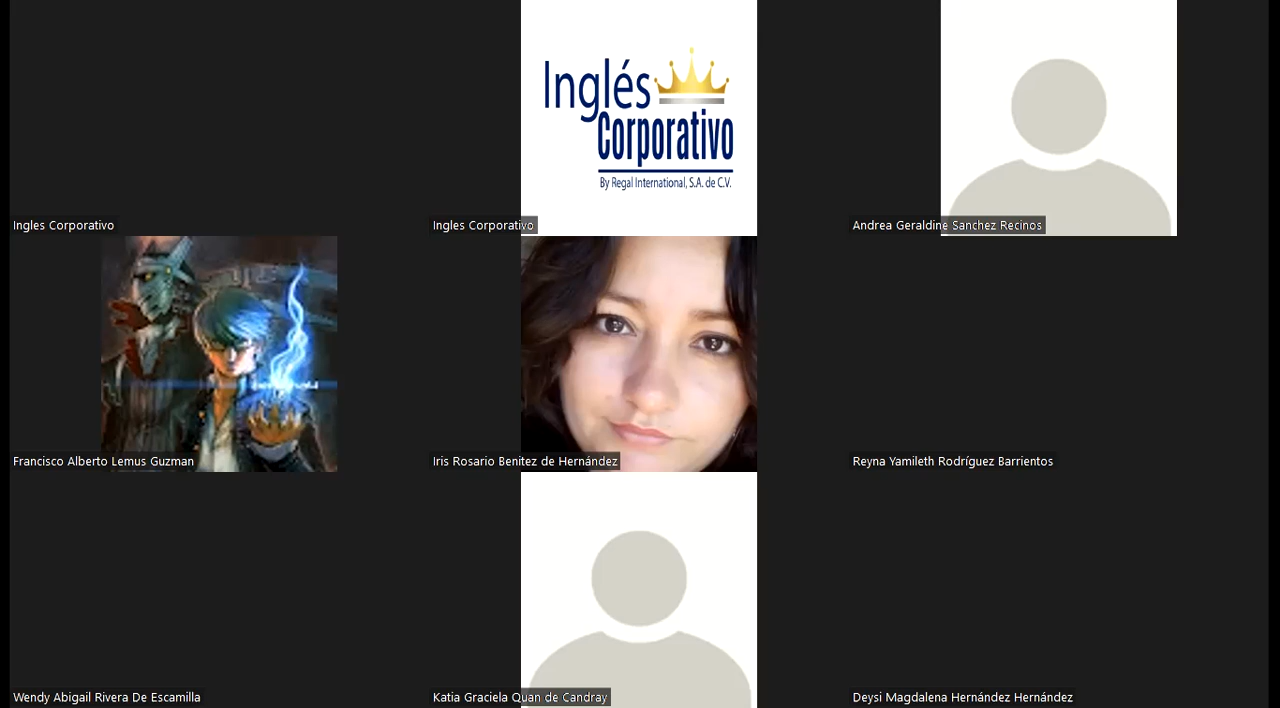 Inglés
Corporativo
By Regal International, S.A. de C.V.
Ingles Corporativo
Ingles Corporativo
Andrea Geraldine Sanchez Recinos
Francisco Alberto Lemus Guzman
Iris Rosario Benitez de Hernández
Reyna Yamileth Rodríguez Barrientos
Wendy Abigail Rivera De Escamilla
Katia Graciela Quan de Candray
Deysi Magdalena Hernández Hernández